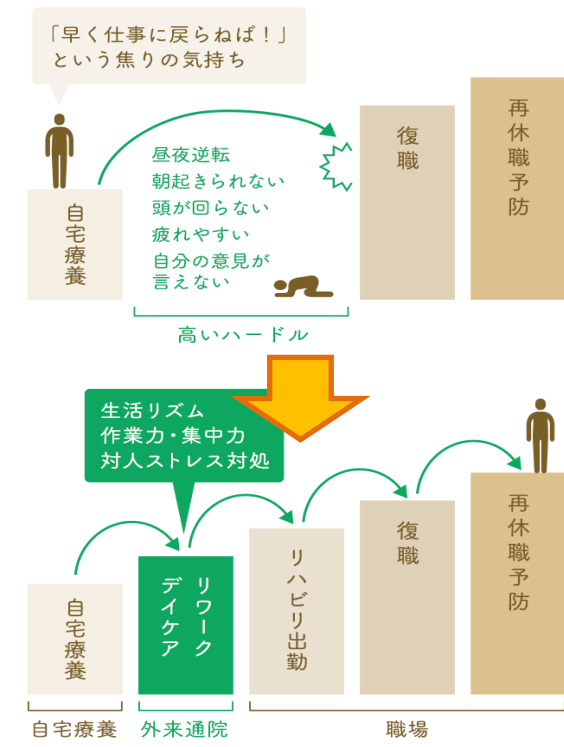 「早く仕事に戻らねば！」
という焦りの気持ち
自宅療養
昼夜逆転
朝起きられない
頭が回らない
疲れやすい
自分の意見が
言えない
高いハードル
復職
再休職予防
生活リズム
作業力・集中力
対人ストレス対処
自宅療養
リワーク
デイケア
リハビリ出勤
復職
再休職予防
自宅療養
外来通院
職場